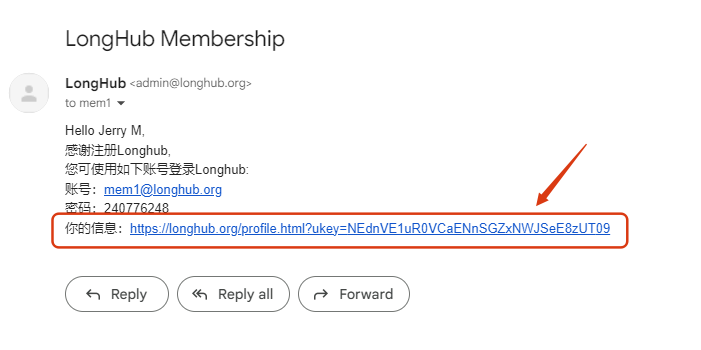 LongHub Membership
LongHub <admin@longhub.org>
to mem1
Hello Jerry M,
感谢注册Longhub,
您可使用如下账号登录Longhub:
账号：mem1@longhub.org
密码：240776248
你的信息：https://longhub.org/profile.html?ukey=NEdnVE1uR0VCaENnSGZxNWJSeE8zUT09
Reply
Reply all
Forward